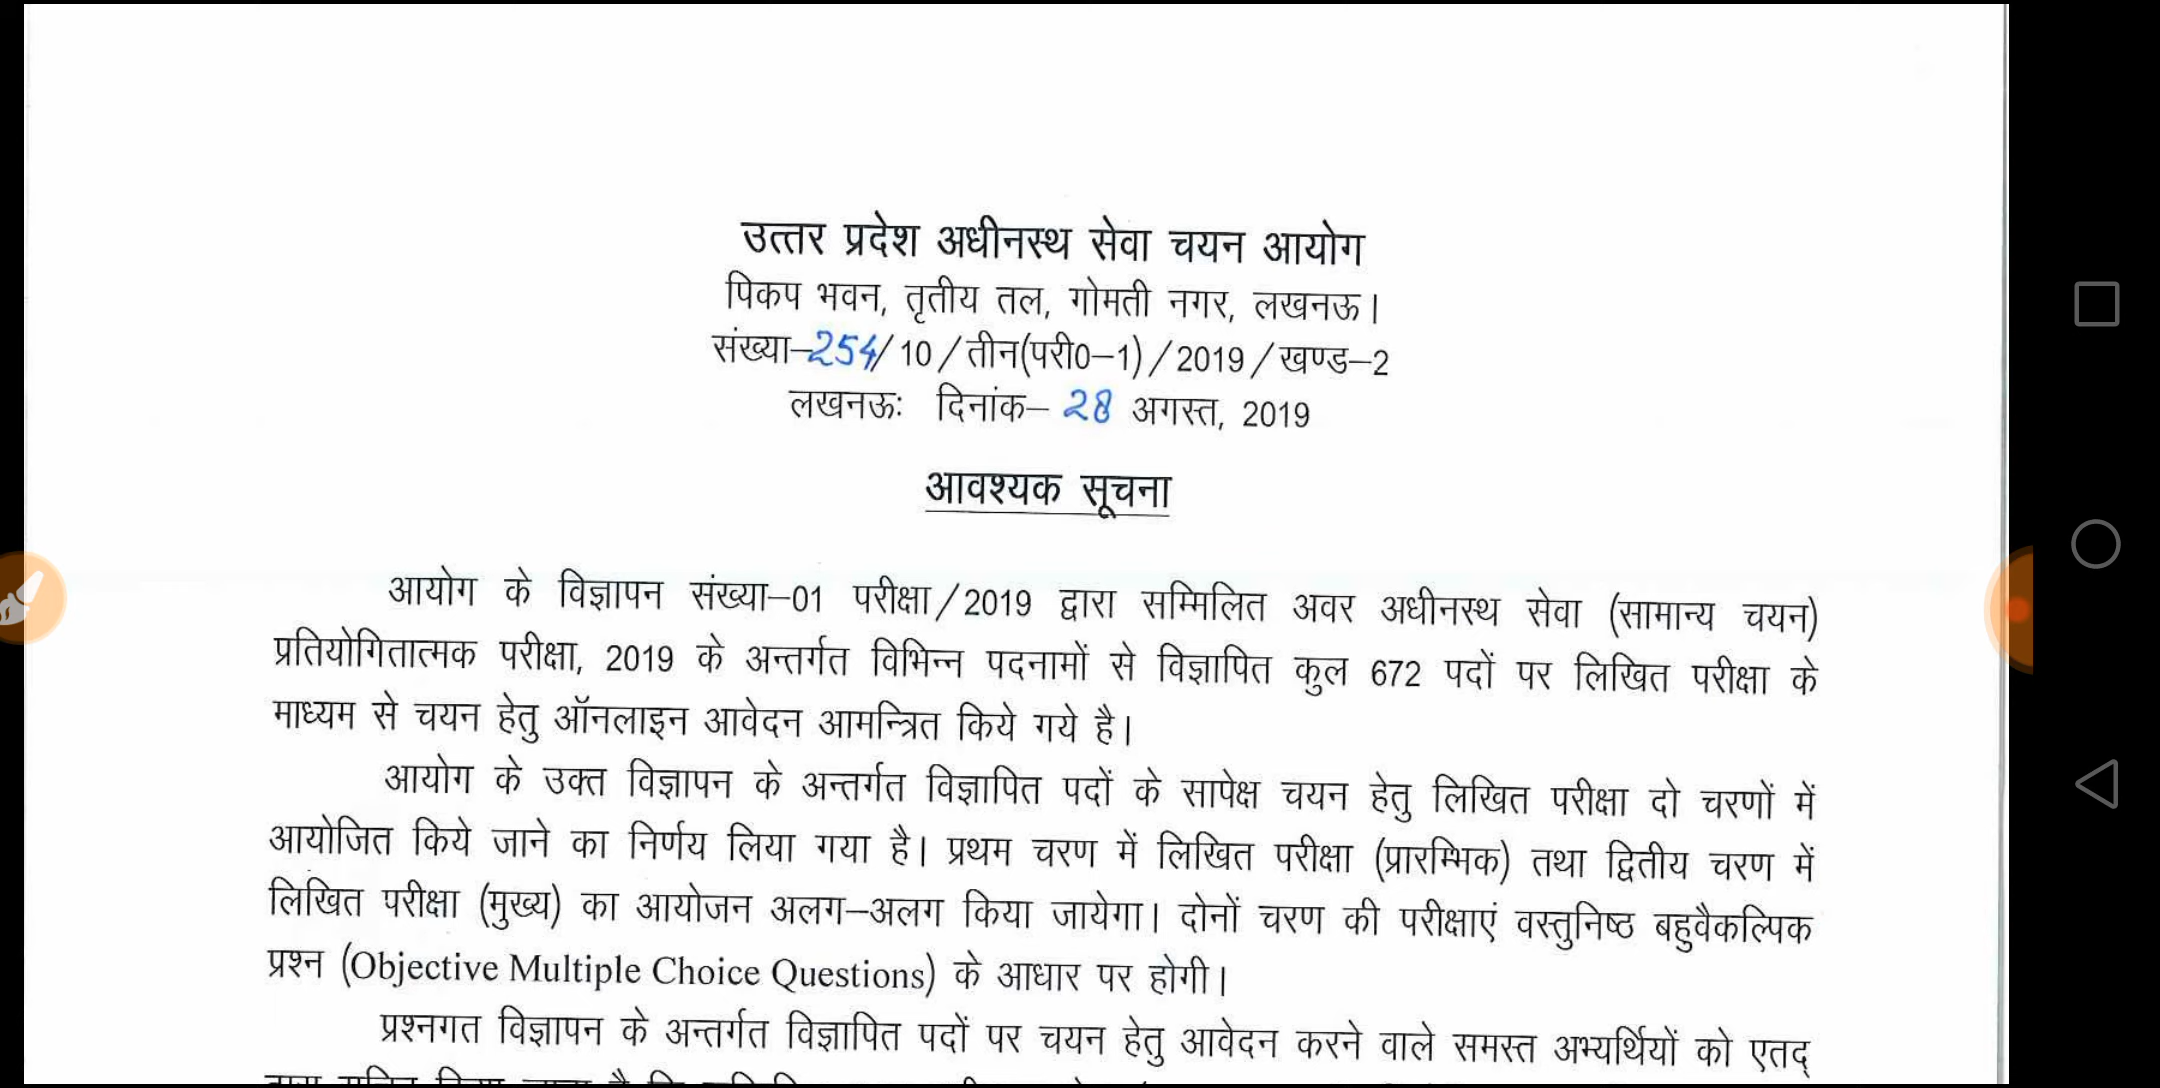 उत्तर प्रदेश अधीनस्थ सेवा चयन आयोग
पिकप भवन, तृतीय तल, गोमती नगर, लखनऊ।
संख्या–254/10/तीन(परी0–1)/2019/खण्ड–2
लखनऊः दिनांक– 28 अगस्त, 2019
आवश्यक सूचना
आयोग के विज्ञापन संख्या–01 परीक्षा/2019 द्वारा सम्मिलित अवर अधीनस्थ सेवा (सामान्य चयन)
प्रतियोगितात्मक परीक्षा, 2019 के अन्तर्गत विभिन्न पदनामों से विज्ञापित कुल 672 पदों पर लिखित परीक्षा के
माध्यम से चयन हेतु ऑनलाइन आवेदन आमन्त्रित किये गये है।
आयोग के उक्त विज्ञापन के अन्तर्गत विज्ञापित पदों के सापेक्ष चयन हेतु लिखित परीक्षा दो चरणों में
आयोजित किये जाने का निर्णय लिया गया है। प्रथम चरण में लिखित परीक्षा (प्रारम्भिक) तथा द्वितीय चरण में
लिखित परीक्षा (मुख्य) का आयोजन अलग–अलग किया जायेगा। दोनों चरण की परीक्षाएं वस्तुनिष्ठ बहुवैकल्पिक
प्रश्न (Objective Multiple Choice Questions) के आधार पर होगी।
प्रश्नगत विज्ञापन के अन्तर्गत विज्ञापित पदों पर चयन हेतु आवेदन करने वाले समस्त अभ्यर्थियों को एतद्